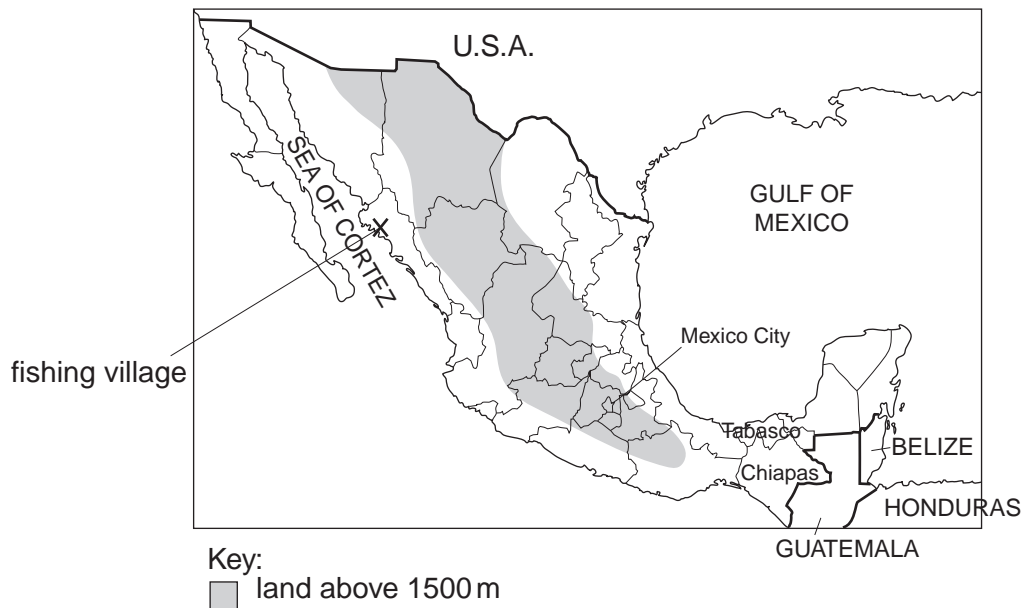 U.S.A.
SEA OF CORTEZ
GULF OF
MEXICO
Mexico City
fishing village
Tabasco
BELIZE
Chiapas
HONDURAS
GUATEMALA
Key:
land above 1500 m